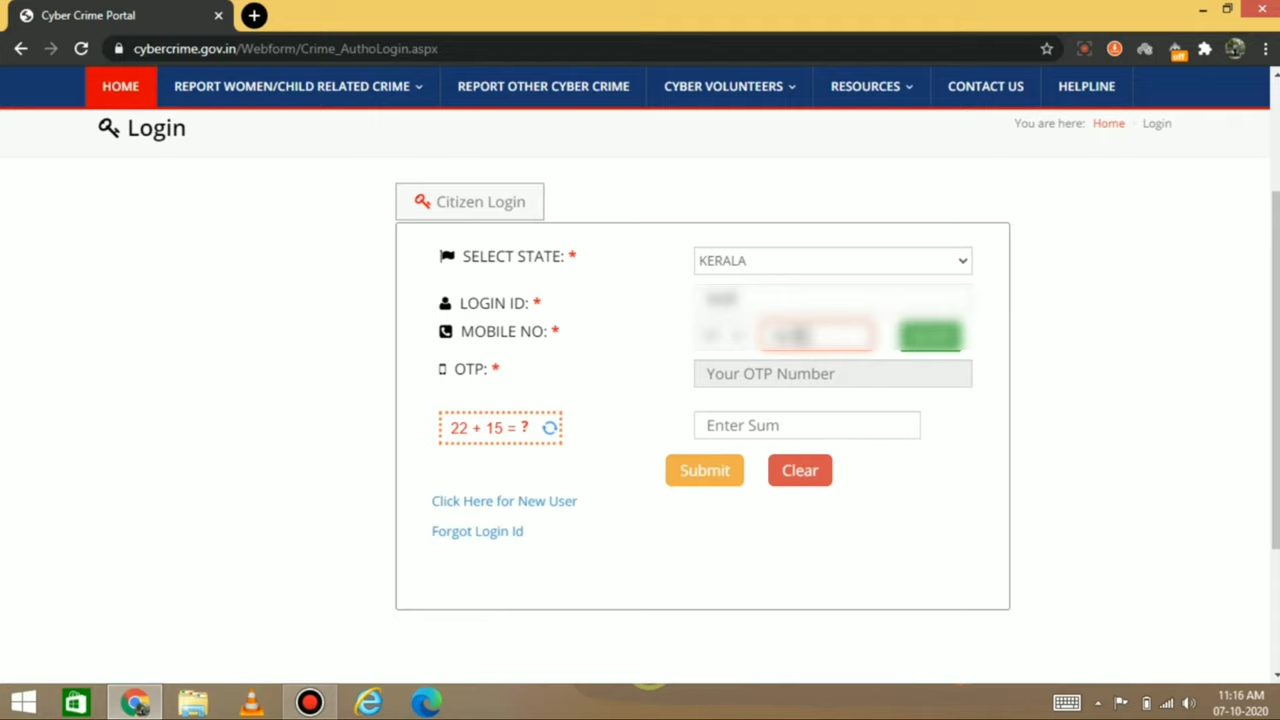 Cyber Crime Portal
cybercrime.gov.in/Webform/Crime_AuthoLogin.aspx
off
HOME REPORT WOMEN/CHILD RELATED CRIME REPORT OTHER CYBER CRIME CYBER VOLUNTEERS RESOURCES CONTACT US HELPLINE
Login
You are here: Home Login
Citizen Login
SELECT STATE: * KERALA
LOGIN ID: *
MOBILE NO: *
OTP: * Your OTP Number
22 + 15 = ? Enter Sum
Submit Clear
Click Here for New User
Forgot Login Id
11:16 AM
07-10-2020